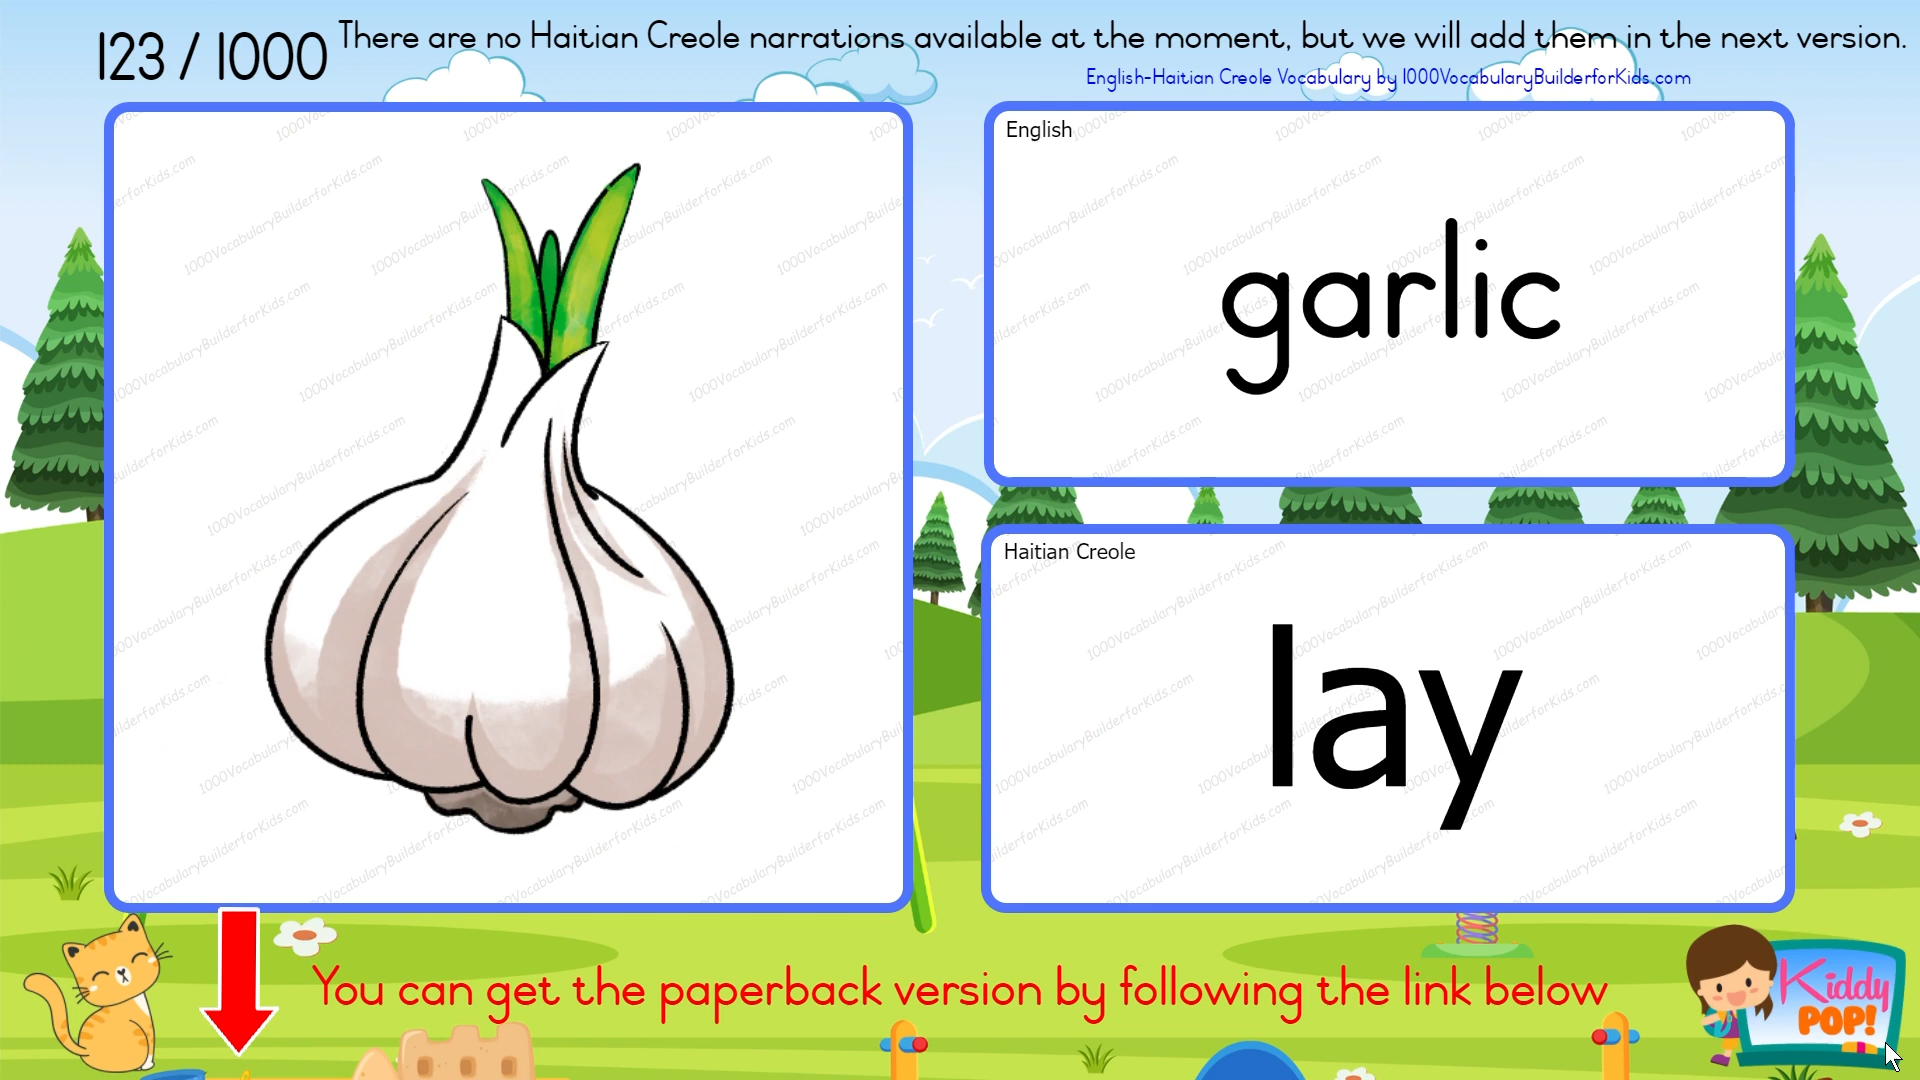 123 / 1000
There are no Haitian Creole narrations available at the moment, but we will add them in the next version.
English-Haitian Creole Vocabulary by 1000VocabularyBuilderforKids.com
English
garlic
Haitian Creole
lay
You can get the paperback version by following the link below
Kiddy
POP!
1000VocabularyBuilderforKids.com